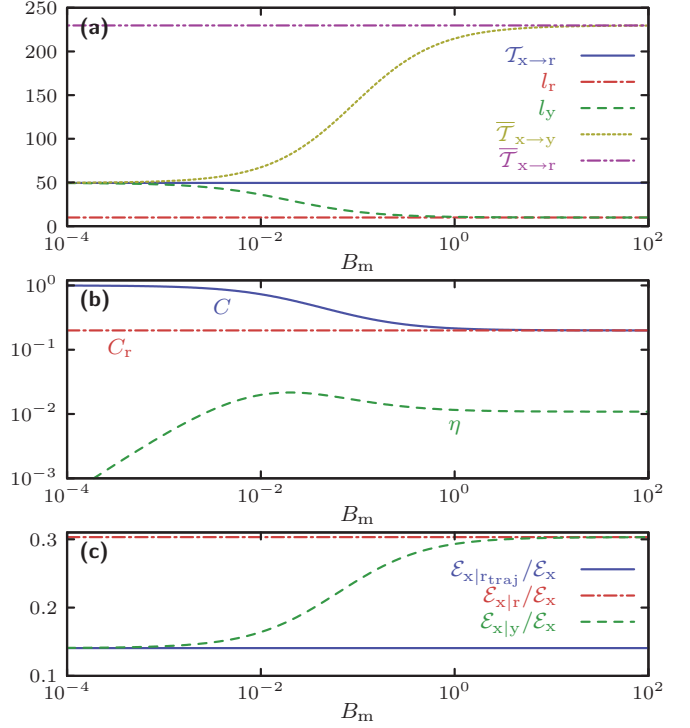 250
(a)
200
150
100
50
0
𝒯x→r
lr
ly
𝒯̅x→y
𝒯̅x→r
10⁻⁴ 10⁻² 10⁰ 10²
Bm
10⁰
(b)
C
10⁻¹
Cr
10⁻²
η
10⁻³
10⁻⁴ 10⁻² 10⁰ 10²
Bm
0.3
(c)
0.2
0.1
ℰx|rtraj/ℰx
ℰx|r/ℰx
ℰx|y/ℰx
10⁻⁴ 10⁻² 10⁰ 10²
Bm